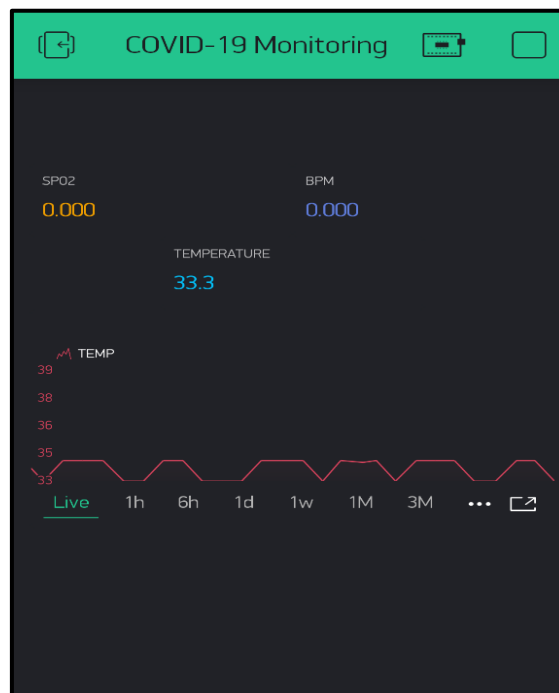 COVID-19 Monitoring
SP02 BPM
0.000 0.000
TEMPERATURE
33.3
TEMP
39
38
36
35
33
Live 1h 6h 1d 1w 1M 3M ...